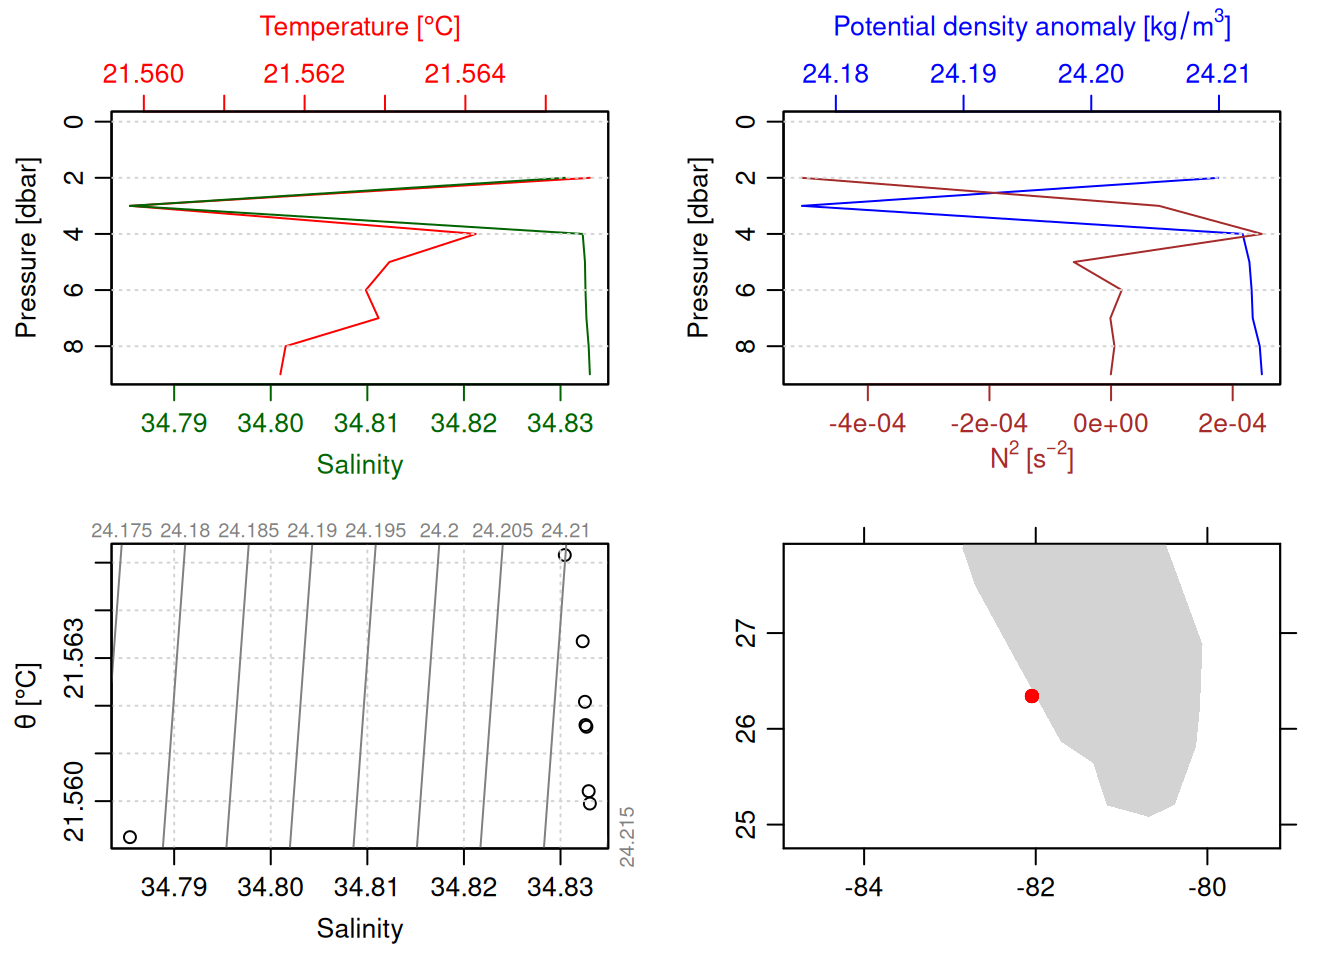 Temperature [°C]
21.560 21.562 21.564
Pressure [dbar]
0
2
4
6
8
34.79 34.80 34.81 34.82 34.83
Salinity
Potential density anomaly [kg/m³]
24.18 24.19 24.20 24.21
Pressure [dbar]
0
2
4
6
8
-4e-04 -2e-04 0e+00 2e-04
N² [s⁻²]
24.175 24.18 24.185 24.19 24.195 24.2 24.205 24.21
θ [°C]
21.563
21.560
24.215
34.79 34.80 34.81 34.82 34.83
Salinity
27
26
25
-84 -82 -80